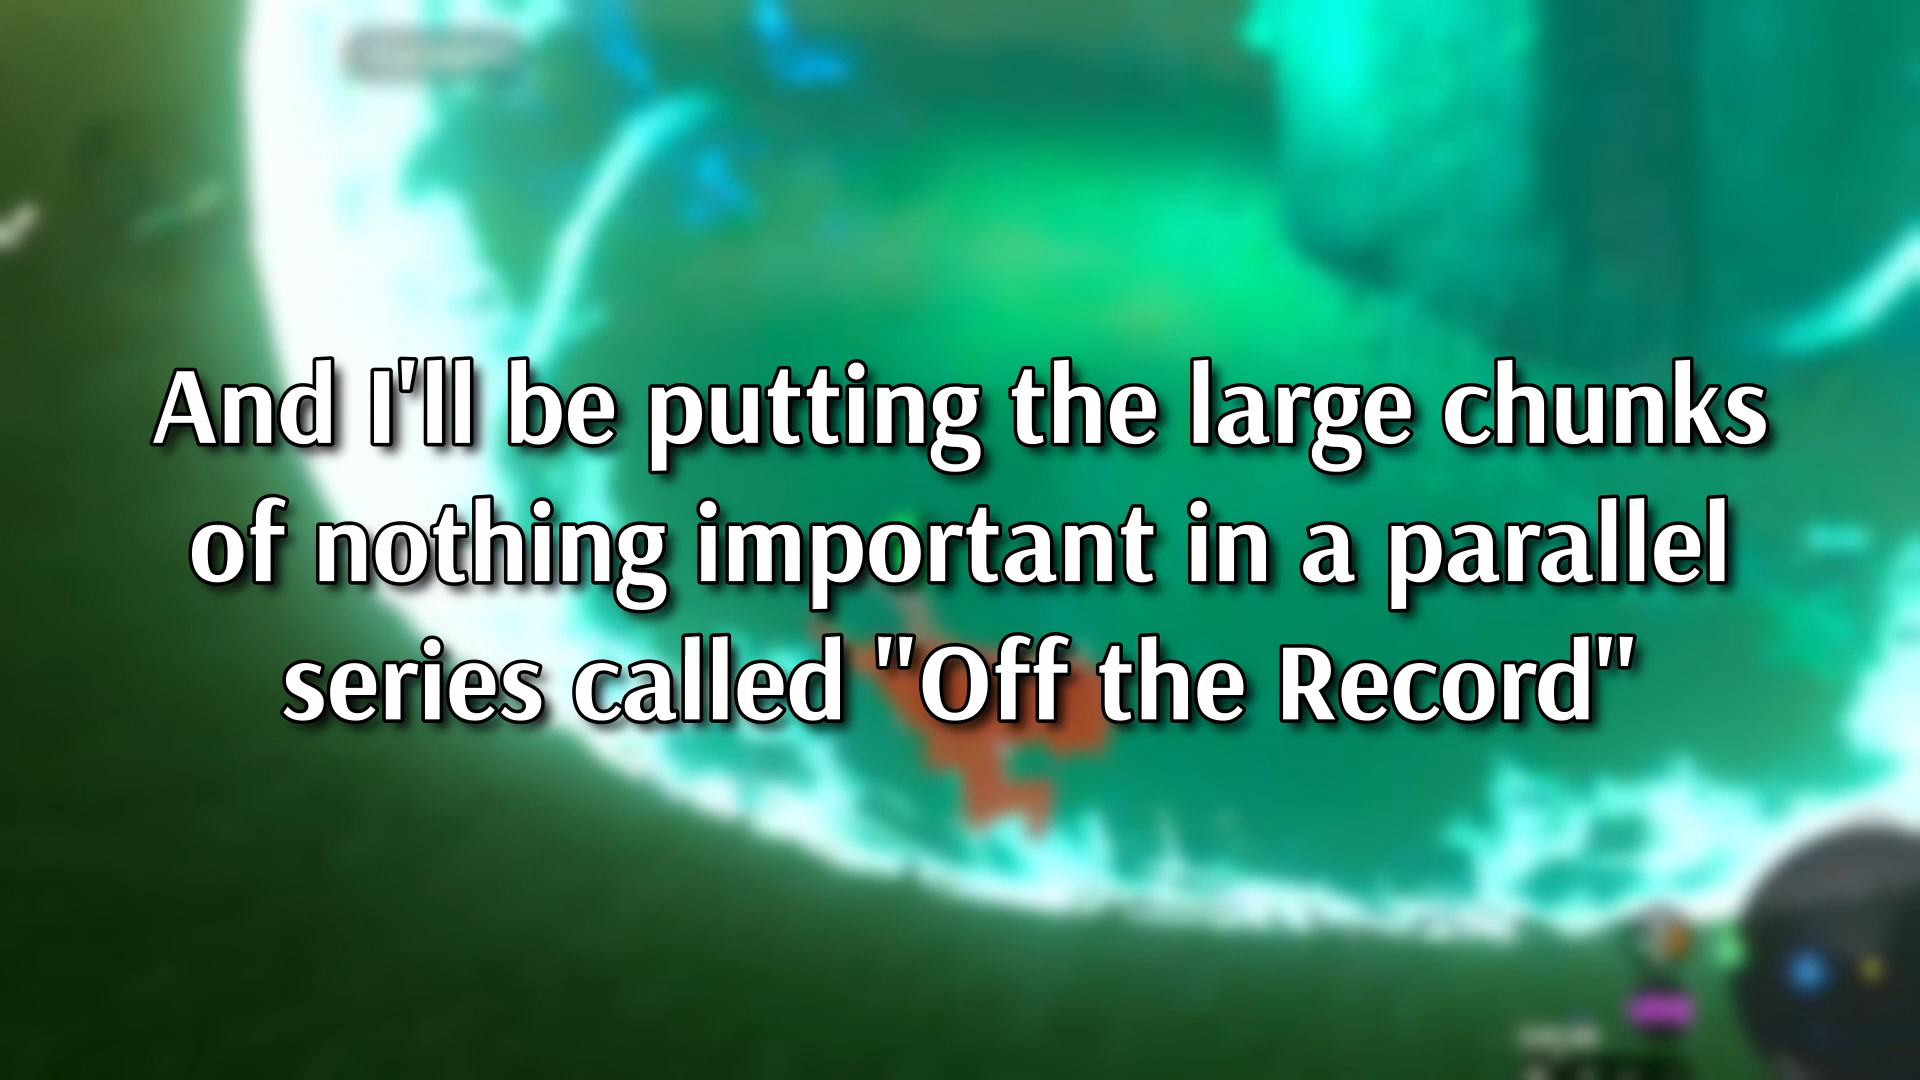 And I'll be putting the large chunks
of nothing important in a parallel
series called "Off the Record"